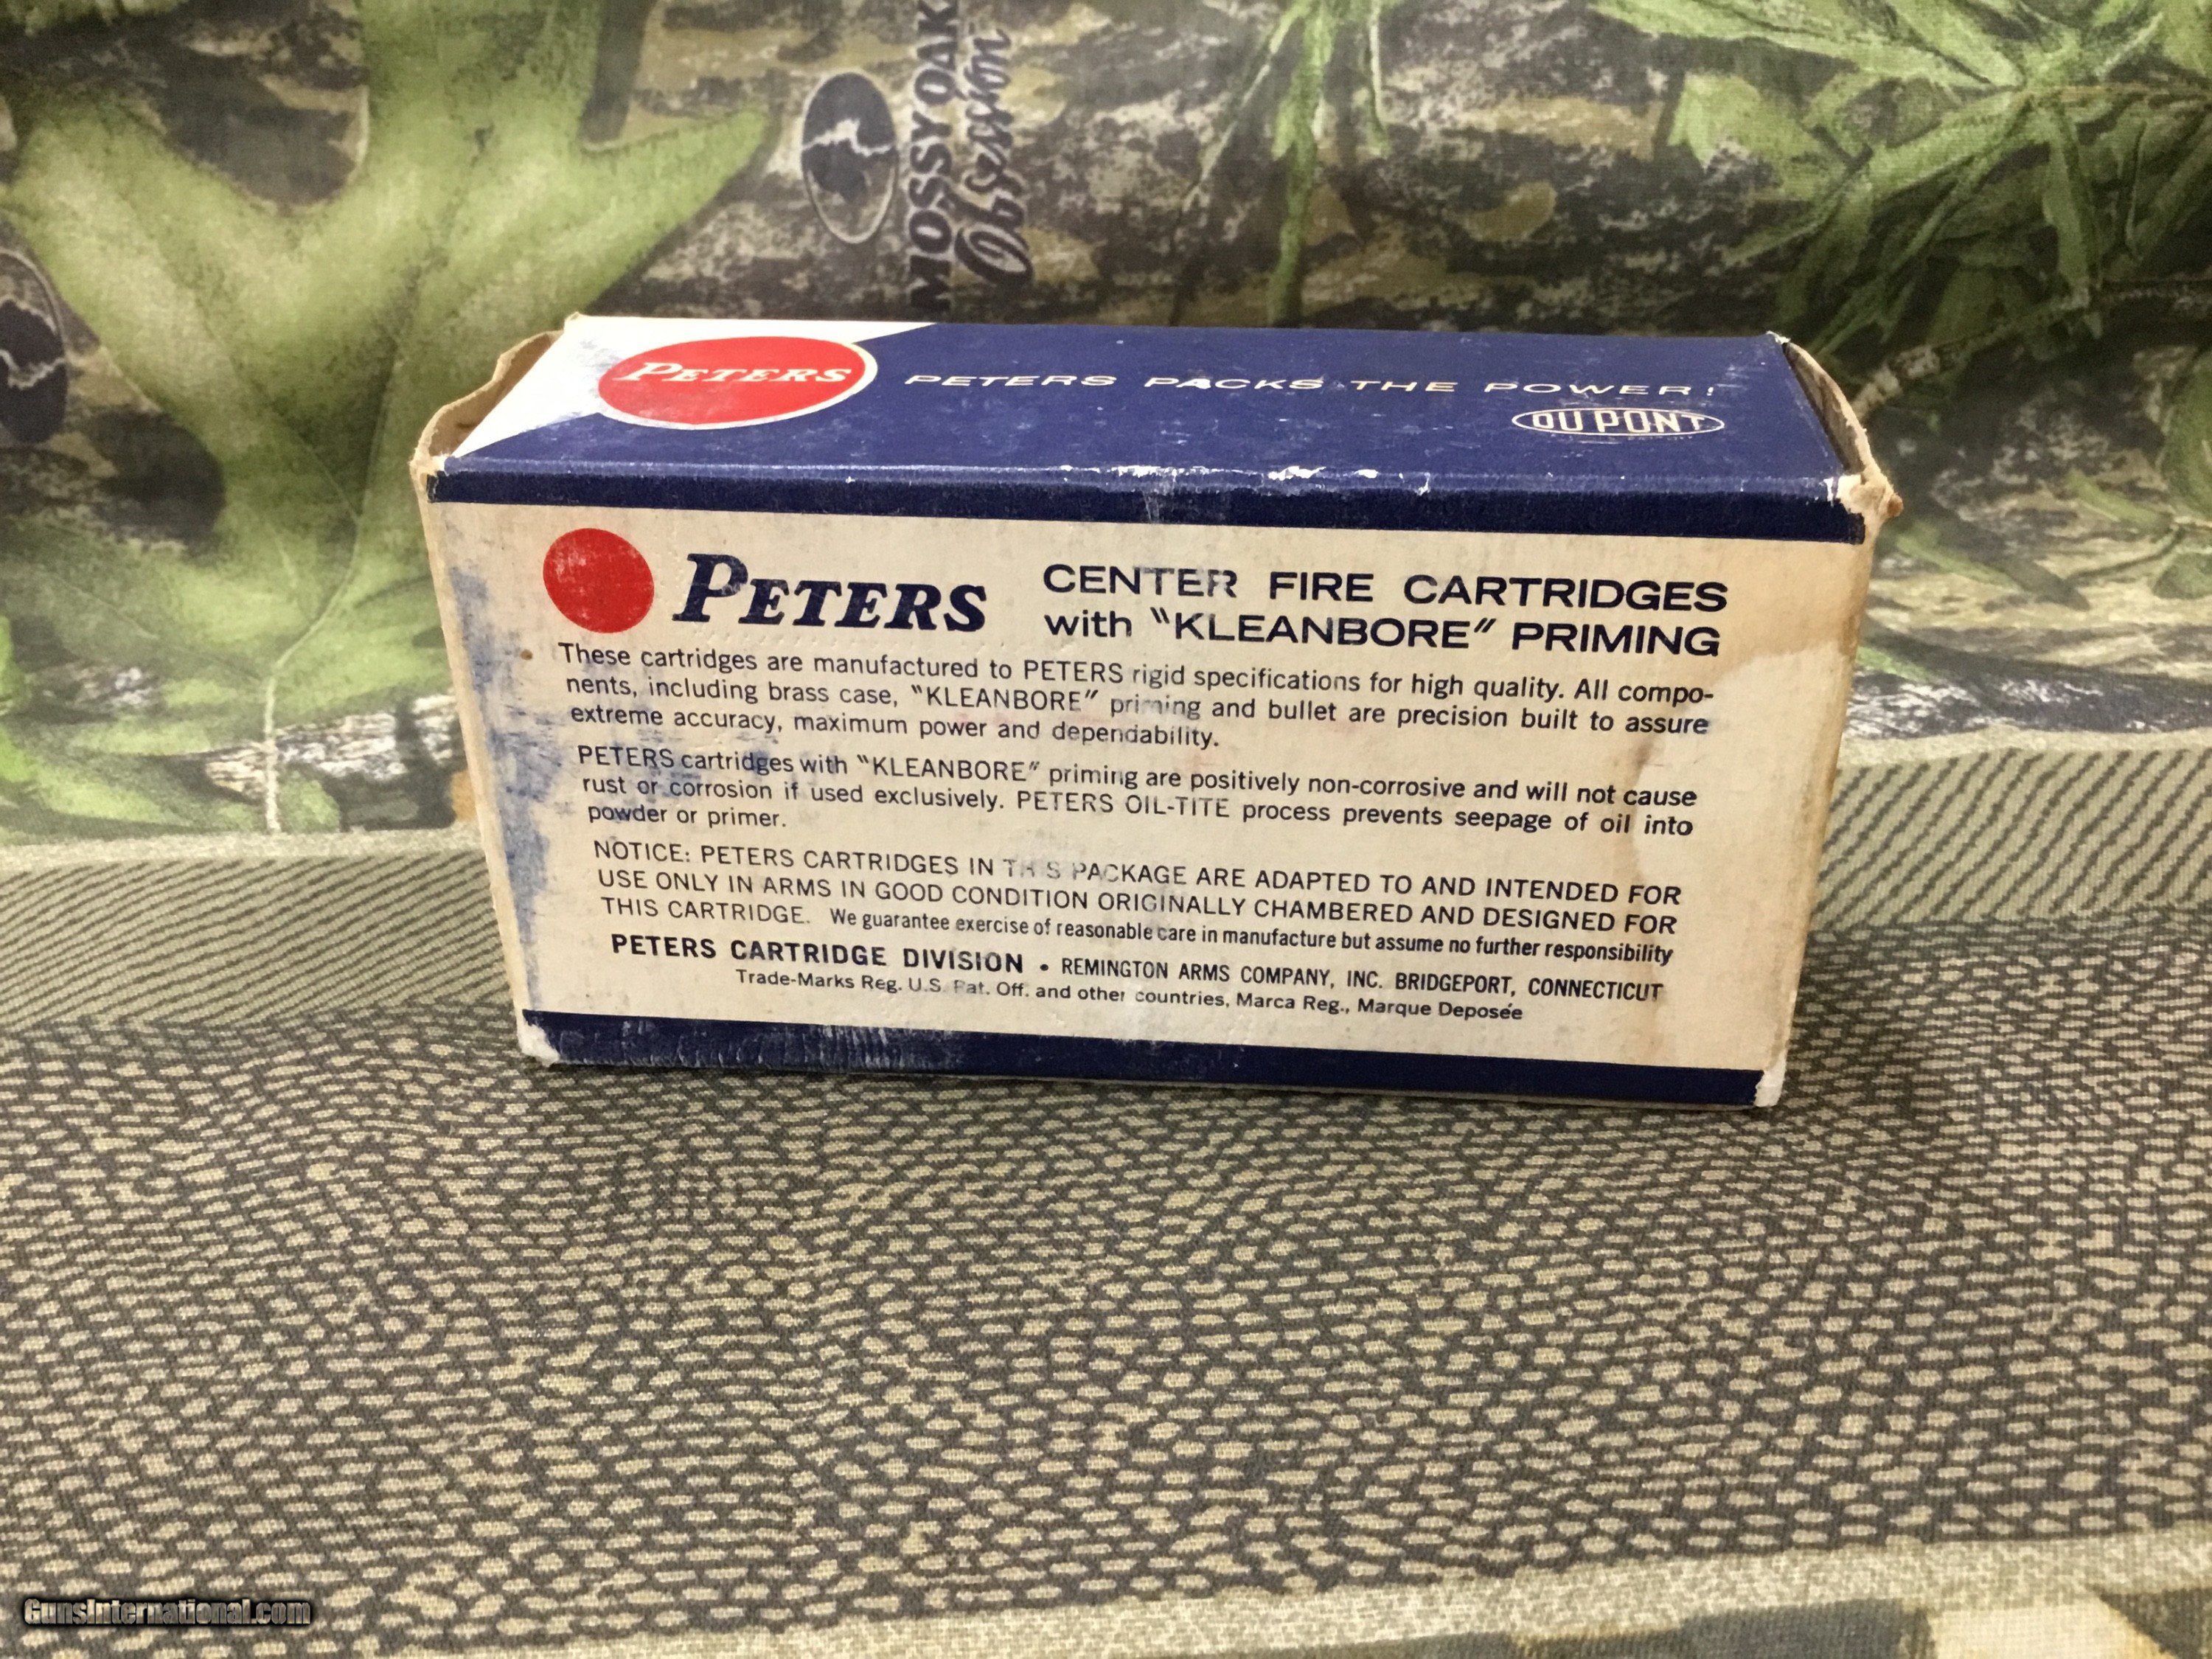 MOSSY OAK
Obsession
PETERS
PETERS PACKS THE POWER!
DU PONT
PETERS
CENTER FIRE CARTRIDGES
with "KLEANBORE" PRIMING
These cartridges are manufactured to PETERS rigid specifications for high quality. All compo-
nents, including brass case, "KLEANBORE" priming and bullet are precision built to assure
extreme accuracy, maximum power and dependability.
PETERS cartridges with "KLEANBORE" priming are positively non-corrosive and will not cause
rust or corrosion if used exclusively. PETERS OIL-TITE process prevents seepage of oil into
powder or primer.
NOTICE: PETERS CARTRIDGES IN THIS PACKAGE ARE ADAPTED TO AND INTENDED FOR
USE ONLY IN ARMS IN GOOD CONDITION ORIGINALLY CHAMBERED AND DESIGNED FOR
THIS CARTRIDGE. We guarantee exercise of reasonable care in manufacture but assume no further responsibility
PETERS CARTRIDGE DIVISION • REMINGTON ARMS COMPANY, INC. BRIDGEPORT, CONNECTICUT
Trade-Marks Reg. U.S. Pat. Off. and other countries, Marca Reg., Marque Deposée
GunsInternational.com